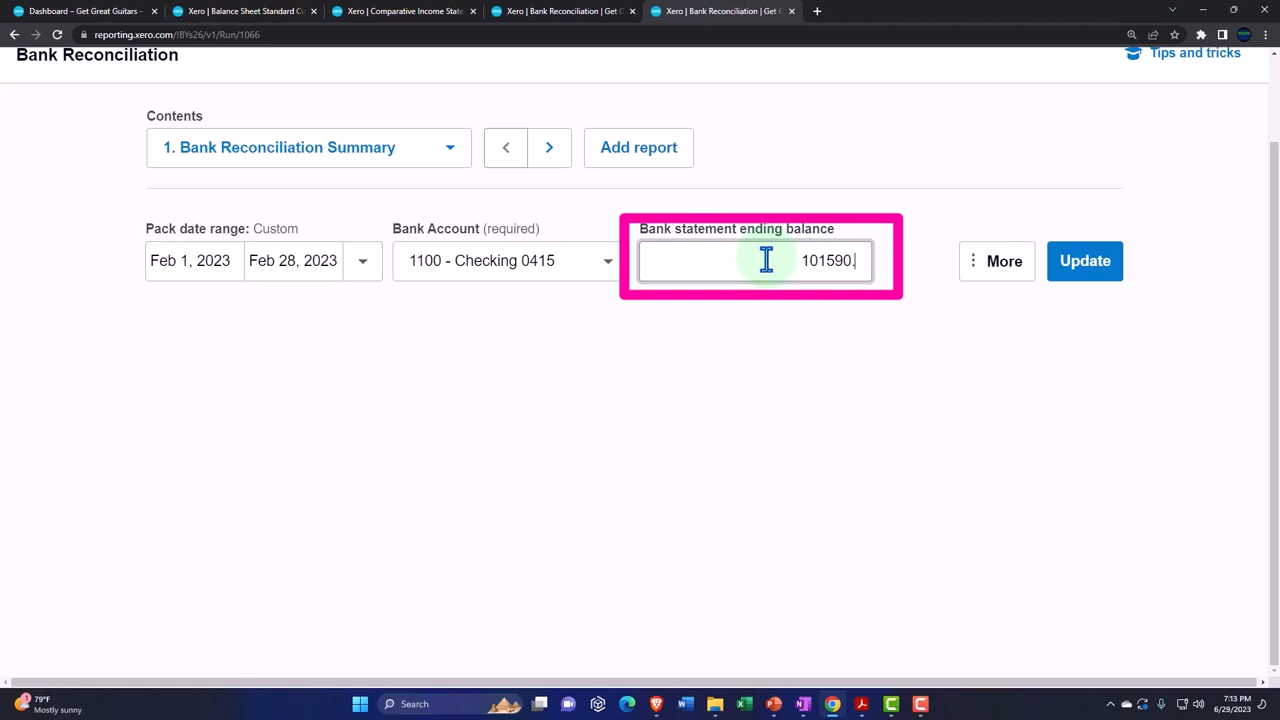 Xero | Dashboard – Get Great Guitars –
Xero | Balance Sheet Standard C
Xero | Comparative Income State
Xero | Bank Reconciliation | Get G
Xero | Bank Reconciliation | Get G
reporting.xero.com/IBYs26/v1/Run/1066
Bank Reconciliation
Tips and tricks
Contents
1. Bank Reconciliation Summary
Add report
Pack date range: Custom
Bank Account (required)
Bank statement ending balance
Feb 1, 2023
Feb 28, 2023
1100 - Checking 0415
101590.
More
Update
1
79°F
Mostly sunny
Search
7:13 PM
6/29/2023